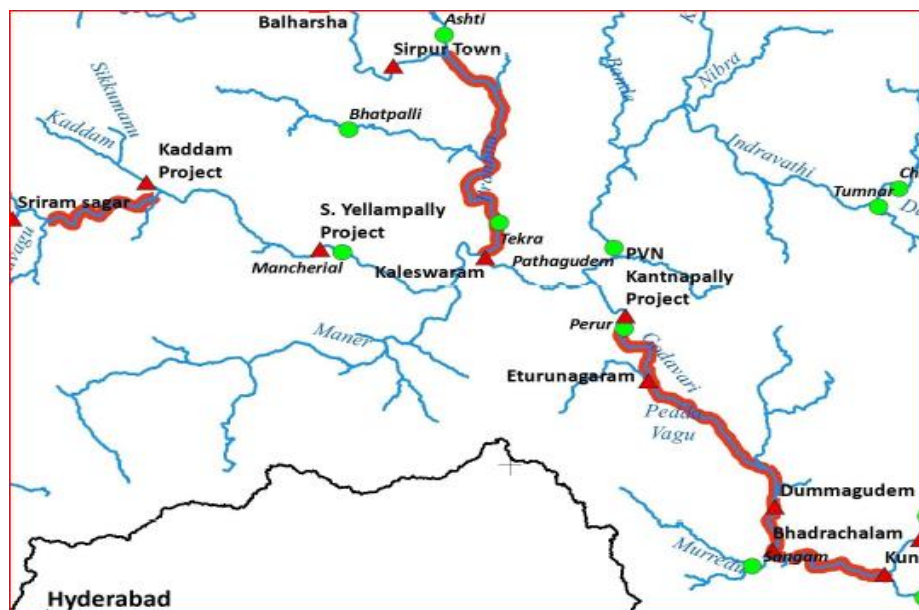 Balharsha
Ashti
Sirpur Town
Sikkumanu
Kaddam
Bhatpalli
Nibra
Indravathi
Kaddam
Project
Sriram sagar
Tumnar
S. Yellampally
Project
Mancherial
Kaleswaram
Tekra
Pathagudem
PVN
Kantnapally
Project
Perur
Maner
Godavari
Eturunagaram
Pedda
Vagu
Dummagudem
Bhadrachalam
Sangam
Hyderabad